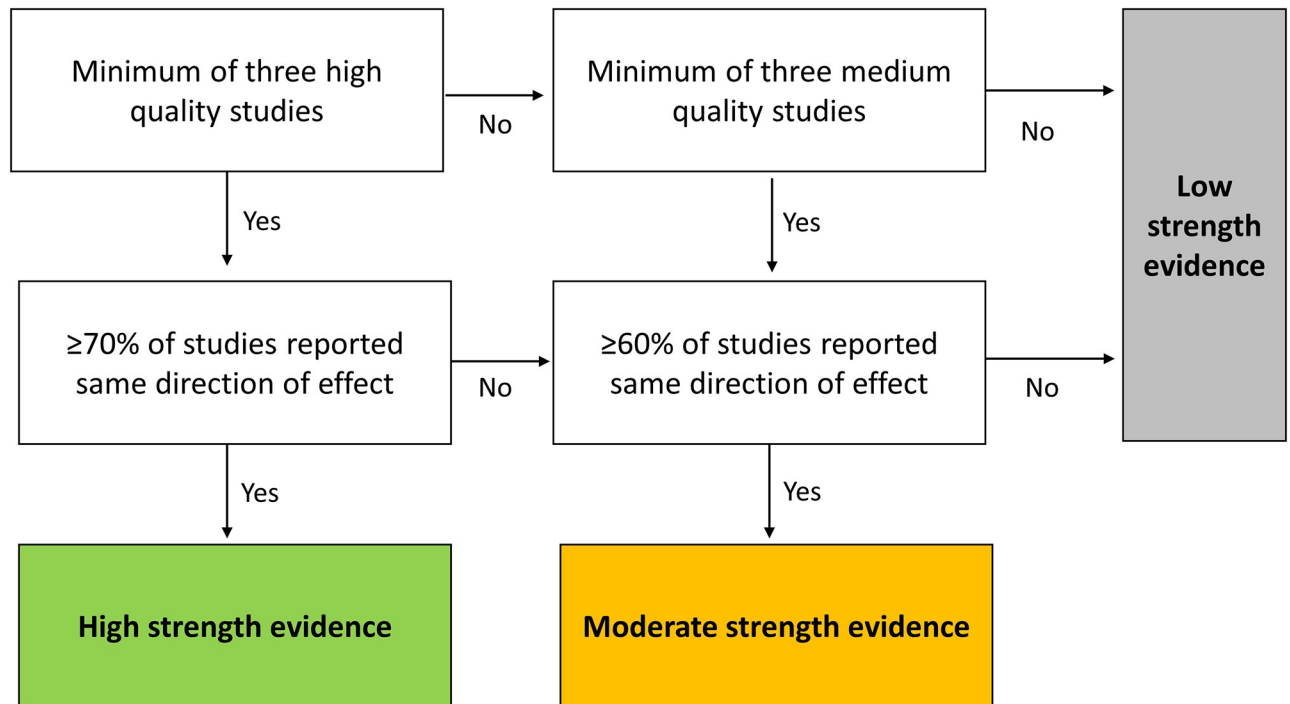 Minimum of three high
quality studies
No
Minimum of three medium
quality studies
No
Low
strength
evidence
Yes
Yes
≥70% of studies reported
same direction of effect
No
≥60% of studies reported
same direction of effect
No
Yes
Yes
High strength evidence
Moderate strength evidence